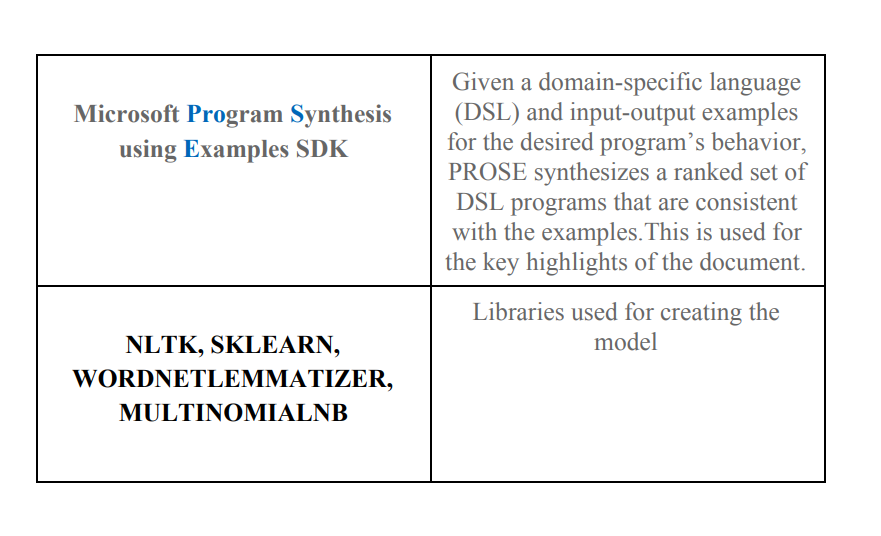 Microsoft Program Synthesis
using Examples SDK
Given a domain-specific language
(DSL) and input-output examples
for the desired program’s behavior,
PROSE synthesizes a ranked set of
DSL programs that are consistent
with the examples.This is used for
the key highlights of the document.
NLTK, SKLEARN,
WORDNETLEMMATIZER,
MULTINOMIALNB
Libraries used for creating the
model